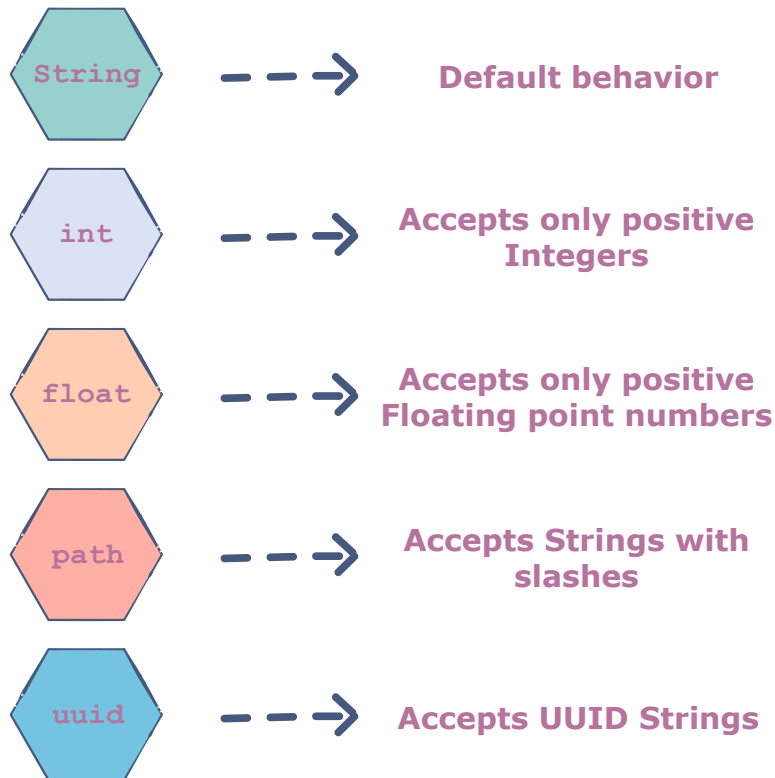 String
Default behavior
int
Accepts only positive
Integers
float
Accepts only positive
Floating point numbers
path
Accepts Strings with
slashes
uuid
Accepts UUID Strings